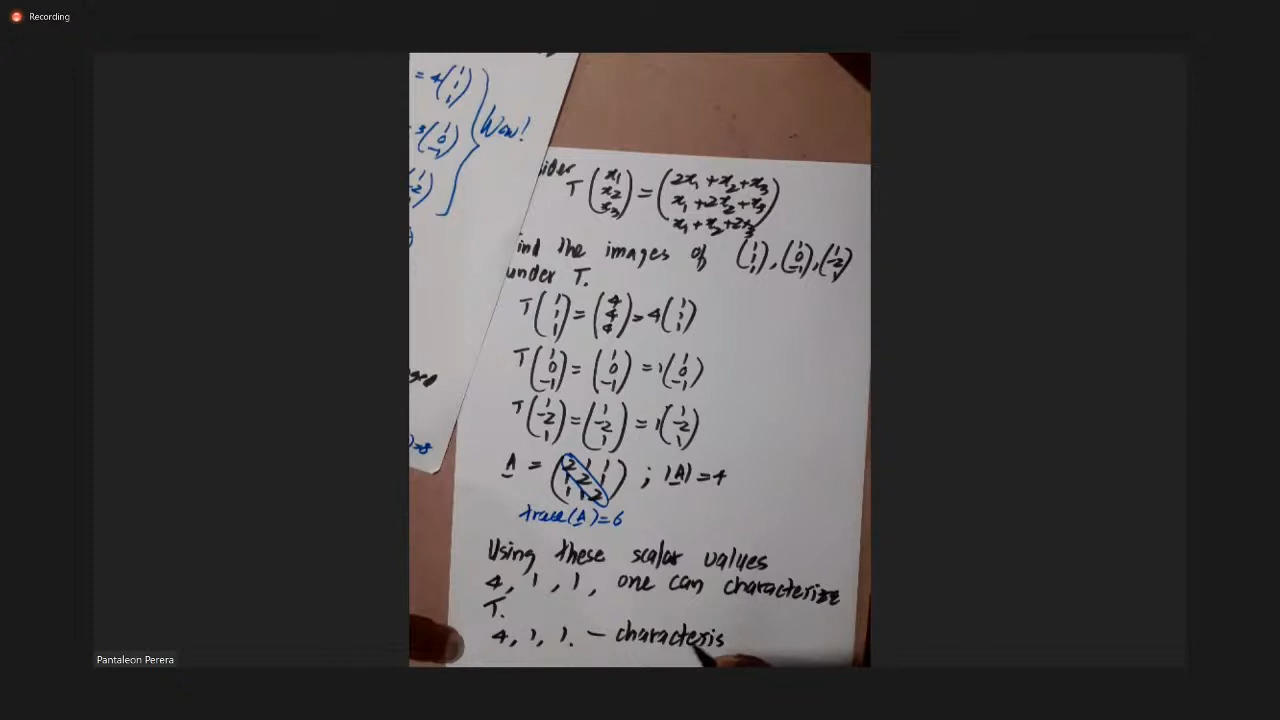 Recording
= 4(1 1 1)
3(1 0 -1)
Wow!
T(x1 x2 x3) = (2x1 + x2 + x3
x1 + 2x2 + x3
x1 + x2 + 2x3)
ind the images of (1 1 1), (1 0 -1), (1 -2 1)
under T.
T(1 1 1) = (4 4 4) = 4(1 1 1)
T(1 0 -1) = (1 0 -1) = 1(1 0 -1)
T(1 -2 1) = (1 -2 1) = 1(1 -2 1)
A = (2 1 1
1 2 1
1 1 2) ; |A| = 4
trace(A) = 6
Using these scalar values
4, 1, 1, one can characterize
T.
4, 1, 1. – characteris
Pantaleon Perera